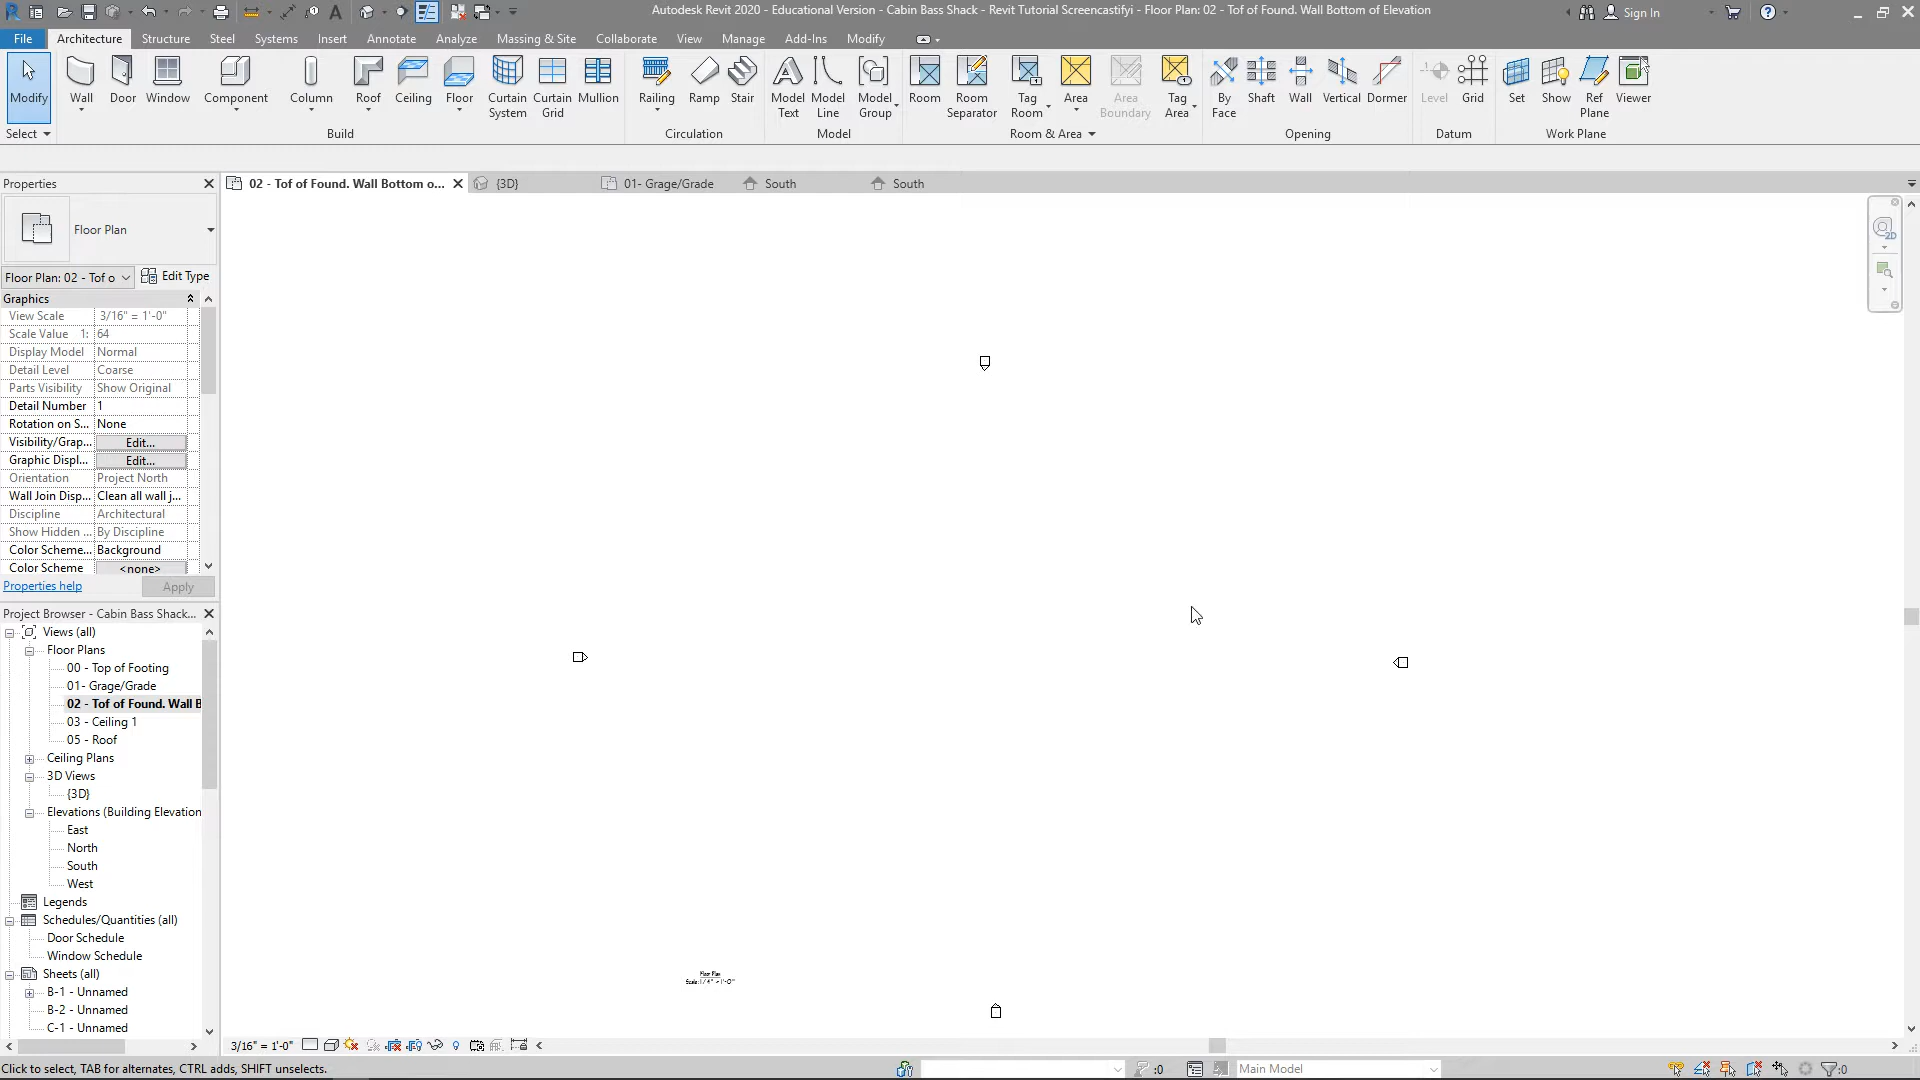 Autodesk Revit 2020 - Educational Version - Cabin Bass Shack - Revit Tutorial Screencastifyi - Floor Plan: 02 - Tof of Found. Wall Bottom of Elevation
Sign In
File Architecture Structure Steel Systems Insert Annotate Analyze Massing & Site Collaborate View Manage Add-Ins Modify
Modify Wall Door Window Component Column Roof Ceiling Floor Curtain System Curtain Grid Mullion Railing Ramp Stair Model Text Model Line Model Group Room Room Separator Tag Room Area Area Boundary Tag Area By Face Shaft Wall Vertical Dormer Level Grid Set Show Ref Plane Viewer
Select Build Circulation Model Room & Area Opening Datum Work Plane
Properties
02 - Tof of Found. Wall Bottom o... {3D} 01- Grage/Grade South South
2D
Floor Plan
Floor Plan: 02 - Tof o Edit Type
Graphics
View Scale 3/16" = 1'-0"
Scale Value 1: 64
Display Model Normal
Detail Level Coarse
Parts Visibility Show Original
Detail Number 1
Rotation on S... None
Visibility/Grap... Edit...
Graphic Displ... Edit...
Orientation Project North
Wall Join Disp... Clean all wall j...
Discipline Architectural
Show Hidden ... By Discipline
Color Scheme... Background
Color Scheme <none>
Properties help Apply
Project Browser - Cabin Bass Shack...
Views (all)
Floor Plans
00 - Top of Footing
01- Grage/Grade
02 - Tof of Found. Wall B
03 - Ceiling 1
05 - Roof
Ceiling Plans
3D Views
{3D}
Elevations (Building Elevation
East
North
South
West
Legends
Schedules/Quantities (all)
Door Schedule
Window Schedule
Sheets (all)
B-1 - Unnamed
B-2 - Unnamed
C-1 - Unnamed
Floor Plan
Scale: 1/4" = 1'-0"
3/16" = 1'-0"
Click to select, TAB for alternates, CTRL adds, SHIFT unselects.
:0
Main Model
:0